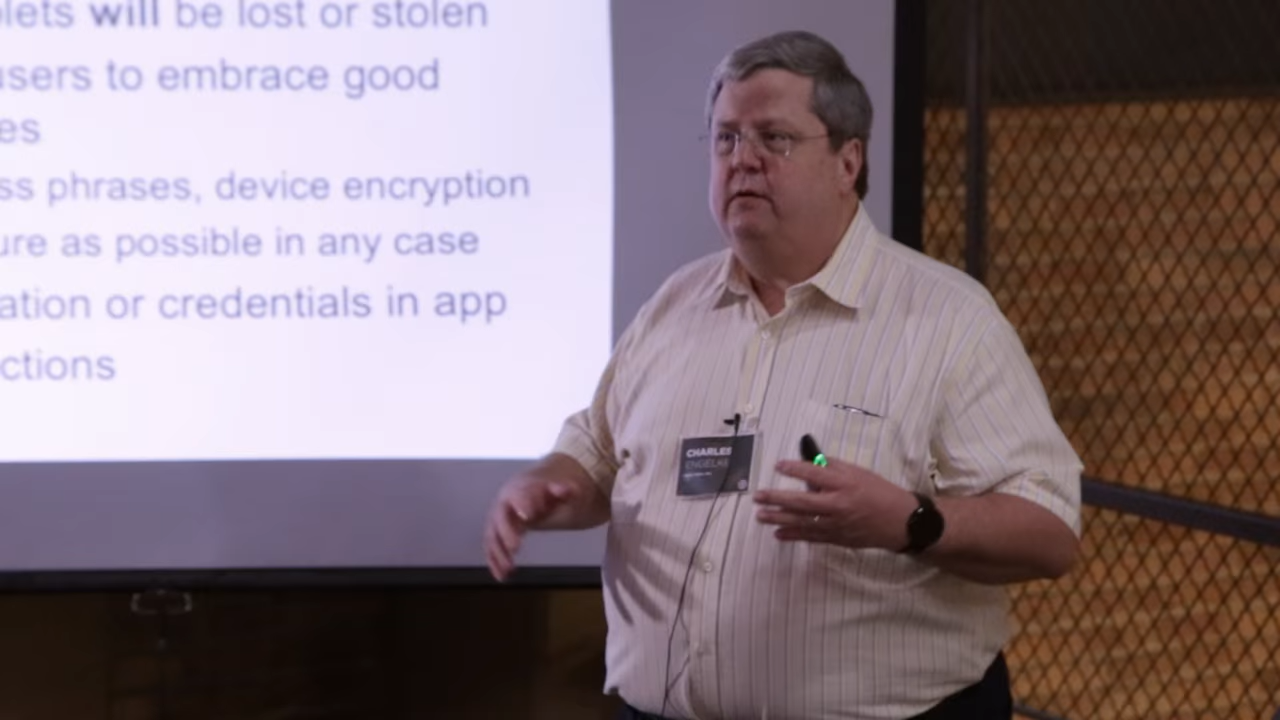 plets will be lost or stolen
users to embrace good
es
ss phrases, device encryption
ure as possible in any case
ation or credentials in app
ctions
CHARLES
ENGELKE